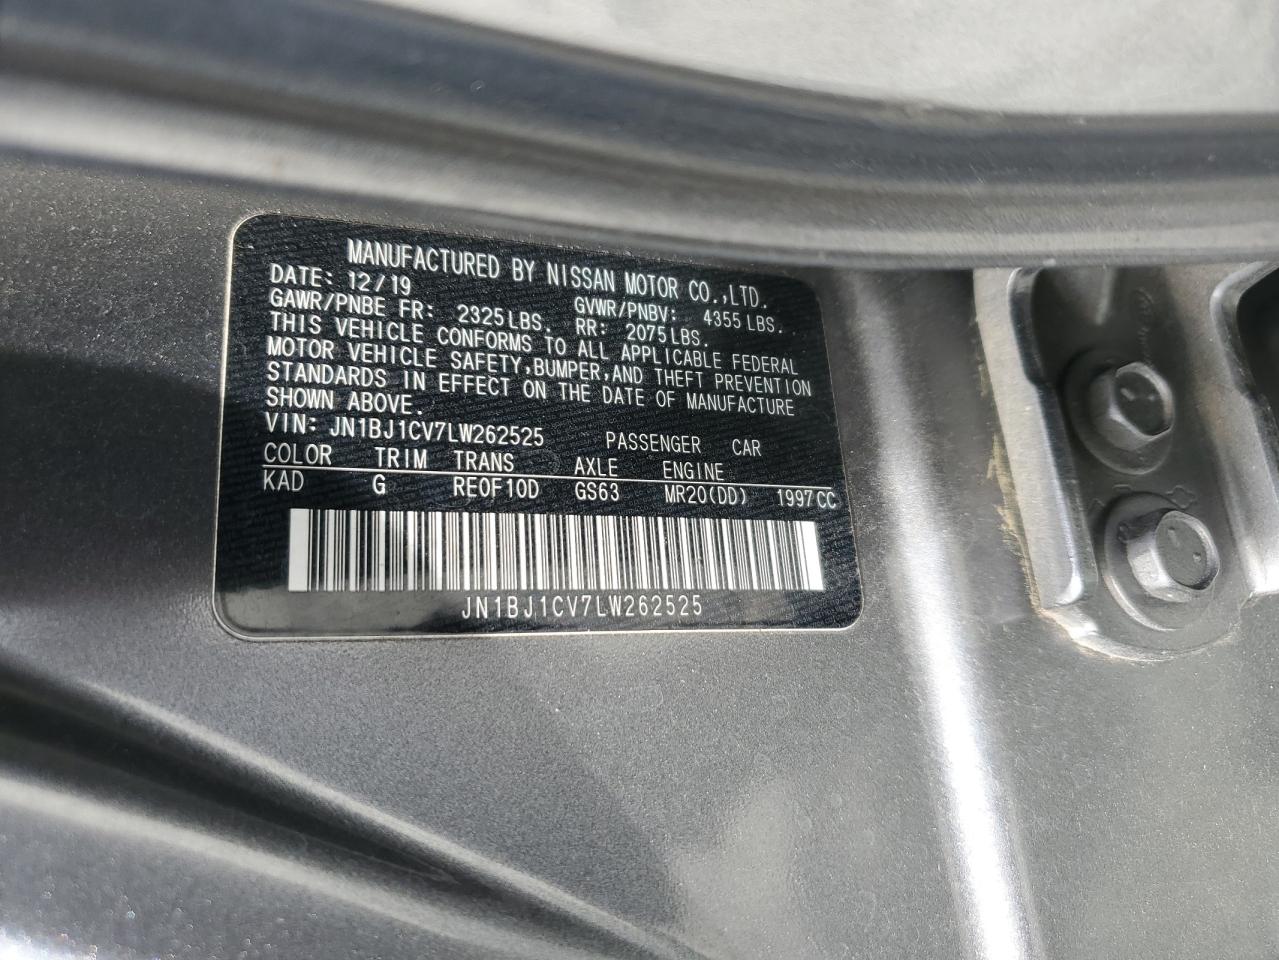 MANUFACTURED BY NISSAN MOTOR CO.,LTD.
DATE: 12/19
GAWR/PNBE FR: 2325LBS. GVWR/PNBV: 4355LBS.
RR: 2075LBS.
THIS VEHICLE CONFORMS TO ALL APPLICABLE FEDERAL
MOTOR VEHICLE SAFETY,BUMPER,AND THEFT PREVENTION
STANDARDS IN EFFECT ON THE DATE OF MANUFACTURE
SHOWN ABOVE.
VIN: JN1BJ1CV7LW262525 PASSENGER CAR
COLOR TRIM TRANS AXLE ENGINE
KAD G RE0F10D GS63 MR20(DD) 1997CC
JN1BJ1CV7LW262525